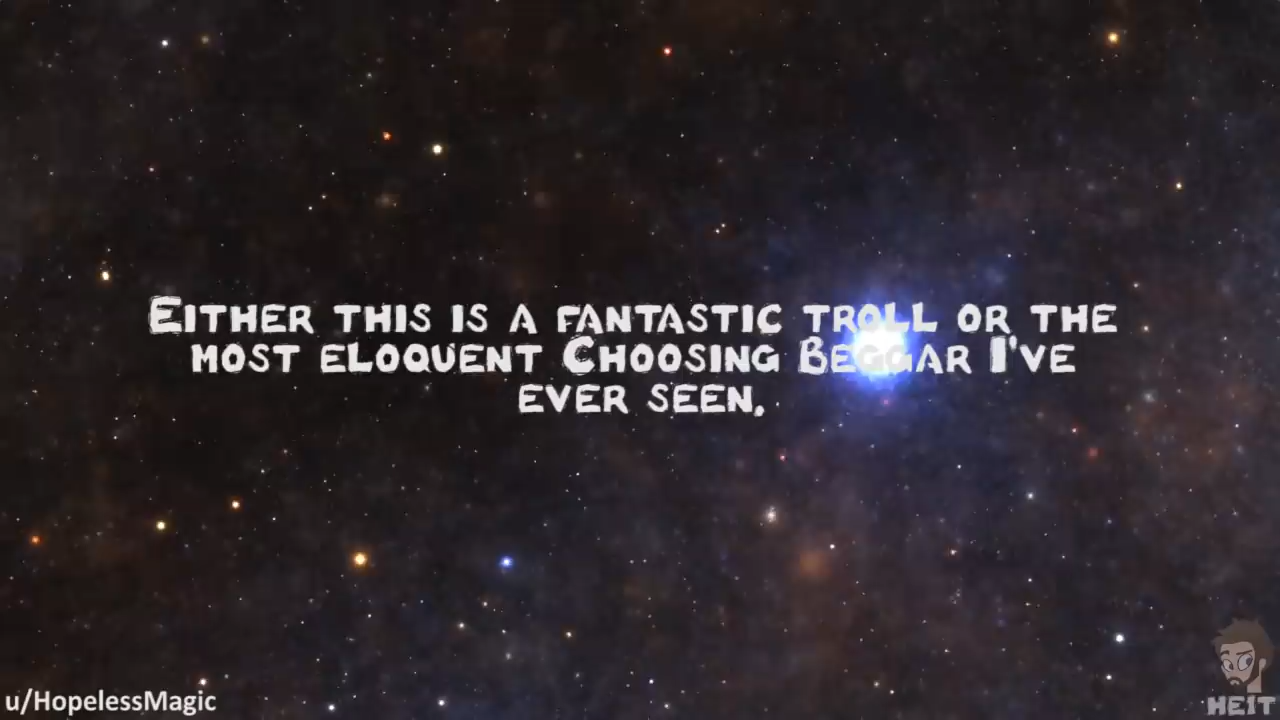 Either this is a fantastic troll or the
most eloquent Choosing Beggar I've
ever seen.
u/HopelessMagic
HEIT